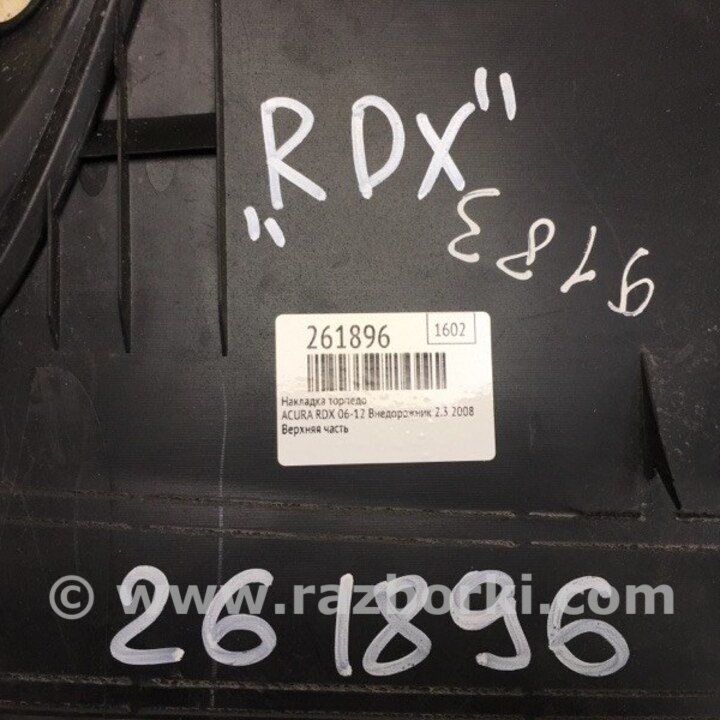 "RDX"
261896
1602
Накладка торпедо
ACURA RDX 06-12 Внедорожник 2.3 2008
Верхняя часть
© www.razborki.com
261896